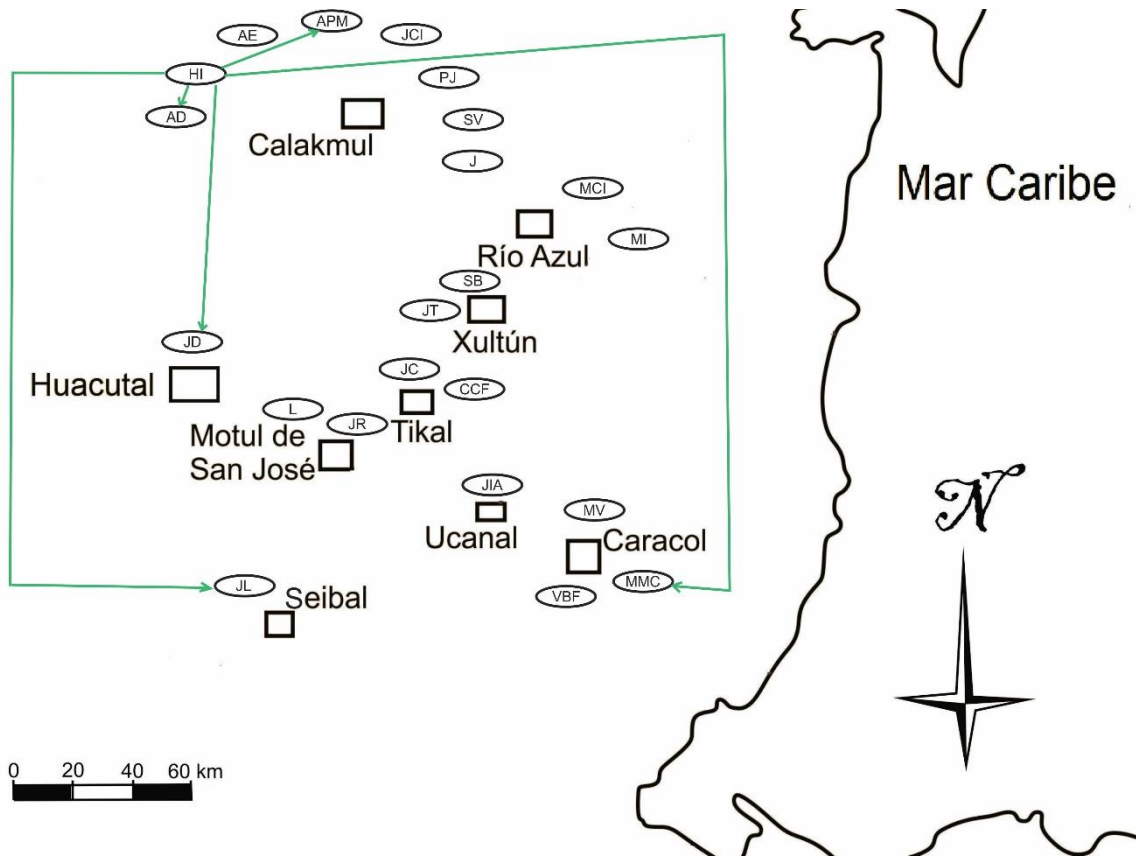 APM
AE
JCI
HI
PJ
AD
Calakmul
SV
J
Mar Caribe
MCI
Río Azul
MI
SB
JT
Xultún
JD
Huacutal
JC
CCF
L
JR
Tikal
Motul de
San José
JIA
Ucanal
MV
Caracol
N
JL
Seibal
VBF
MMC
0 20 40 60 km